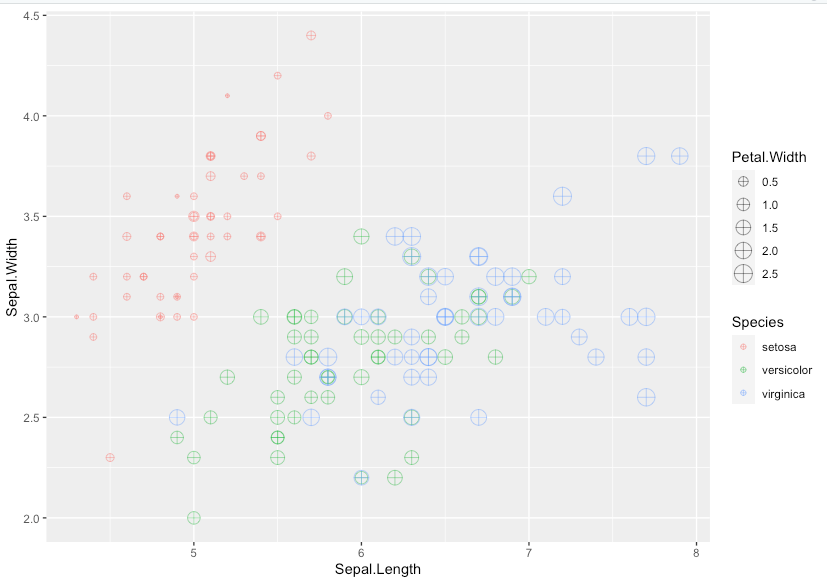 4.5
4.0
3.5
3.0
2.5
2.0
Sepal.Width
5
6
7
8
Sepal.Length
Petal.Width
0.5
1.0
1.5
2.0
2.5
Species
setosa
versicolor
virginica